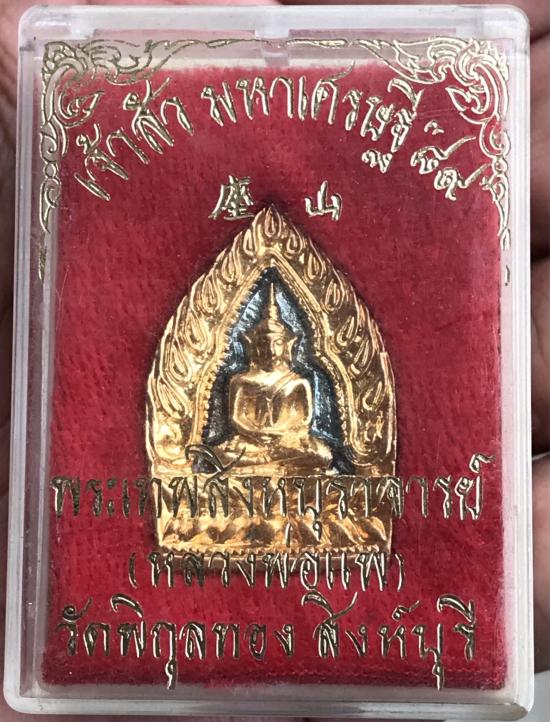 เจ้าสัว มหาเศรษฐี ๘๙
座山
พระเทพสิงหบุราจารย์
(หลวงพ่อแพ)
วัดพิกุลทอง สิงห์บุรี